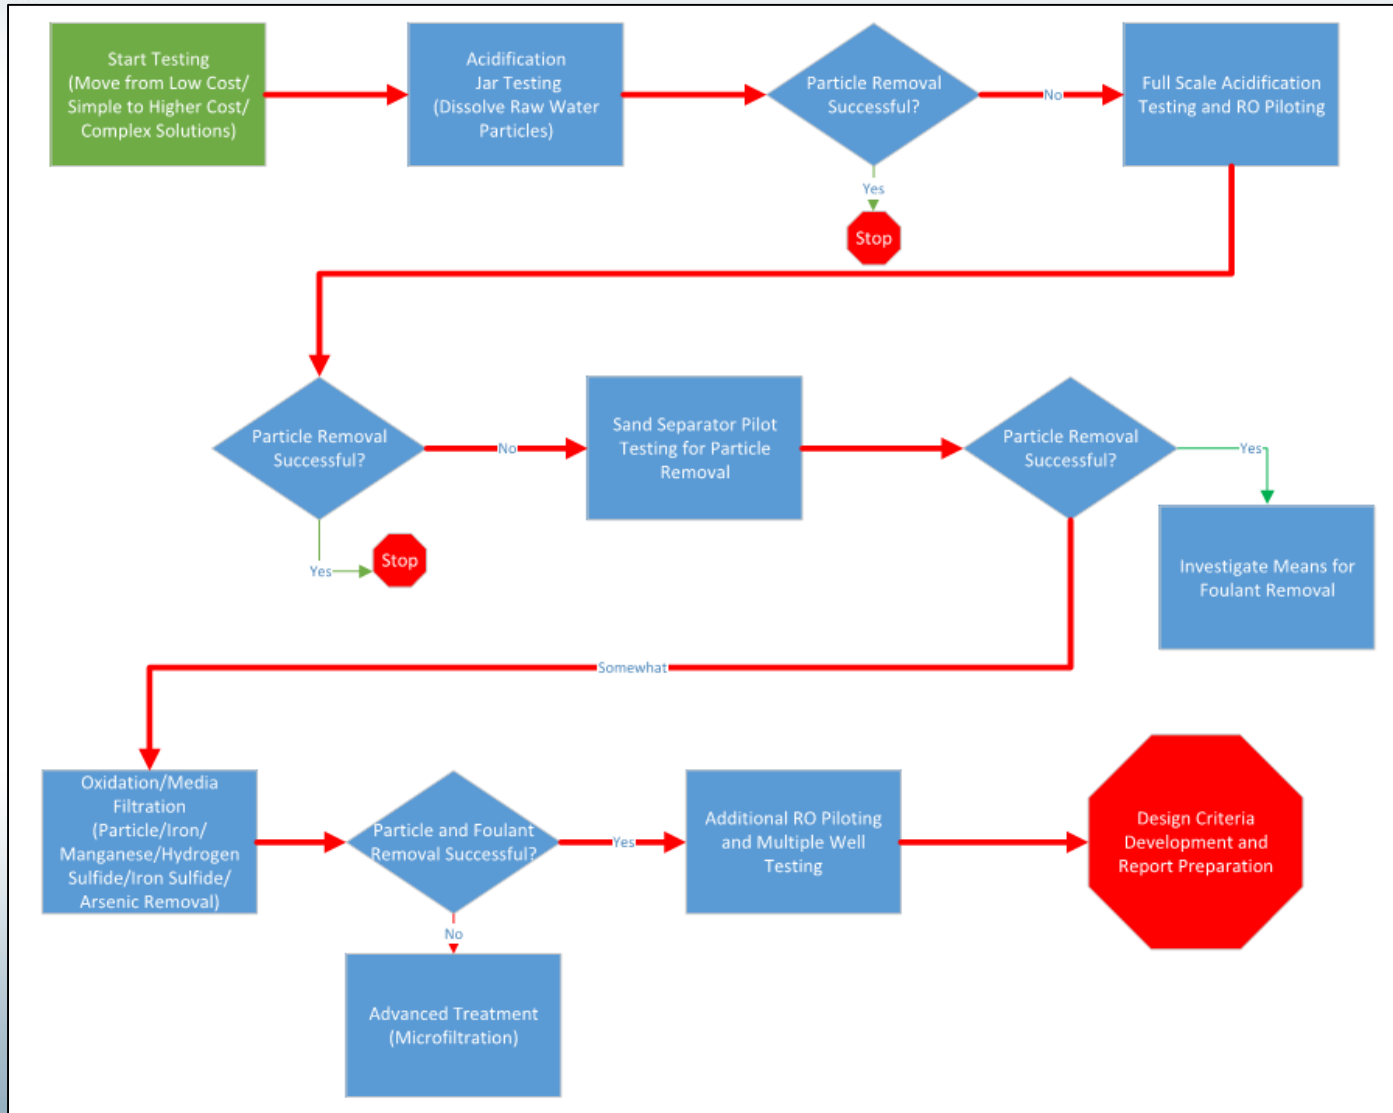 Start Testing
(Move from Low Cost/
Simple to Higher Cost/
Complex Solutions)
Acidification
Jar Testing
(Dissolve Raw Water
Particles)
Particle Removal
Successful?
No
Full Scale Acidification
Testing and RO Piloting
Yes
Stop
Particle Removal
Successful?
No
Sand Separator Pilot
Testing for Particle
Removal
Particle Removal
Successful?
Yes
Yes
Stop
Investigate Means for
Foulant Removal
Somewhat
Oxidation/Media
Filtration
(Particle/Iron/
Manganese/Hydrogen
Sulfide/Iron Sulfide/
Arsenic Removal)
Particle and Foulant
Removal Successful?
Yes
Additional RO Piloting
and Multiple Well
Testing
Design Criteria
Development and
Report Preparation
No
Advanced Treatment
(Microfiltration)